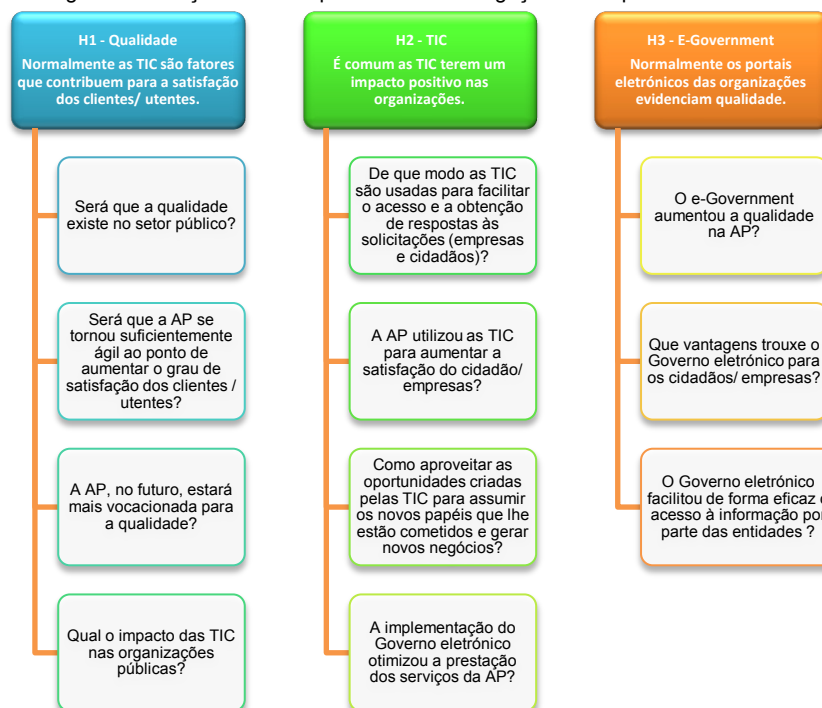 H1 - Qualidade
Normalmente as TIC são fatores
que contribuem para a satisfação
dos clientes/ utentes.
Será que a qualidade
existe no setor público?
Será que a AP se
tornou suficientemente
ágil ao ponto de
aumentar o grau de
satisfação dos clientes /
utentes?
A AP, no futuro, estará
mais vocacionada para
a qualidade?
Qual o impacto das TIC
nas organizações
públicas?
H2 - TIC
É comum as TIC terem um
impacto positivo nas
organizações.
De que modo as TIC
são usadas para facilitar
o acesso e a obtenção
de respostas às
solicitações (empresas
e cidadãos)?
A AP utilizou as TIC
para aumentar a
satisfação do cidadão/
empresas?
Como aproveitar as
oportunidades criadas
pelas TIC para assumir
os novos papéis que lhe
estão cometidos e gerar
novos negócios?
A implementação do
Governo eletrónico
otimizou a prestação
dos serviços da AP?
H3 - E-Government
Normalmente os portais
eletrónicos das organizações
evidenciam qualidade.
O e-Government
aumentou a qualidade
na AP?
Que vantagens trouxe o
Governo eletrónico para
os cidadãos/ empresas?
O Governo eletrónico
facilitou de forma eficaz
acesso à informação por
parte das entidades ?